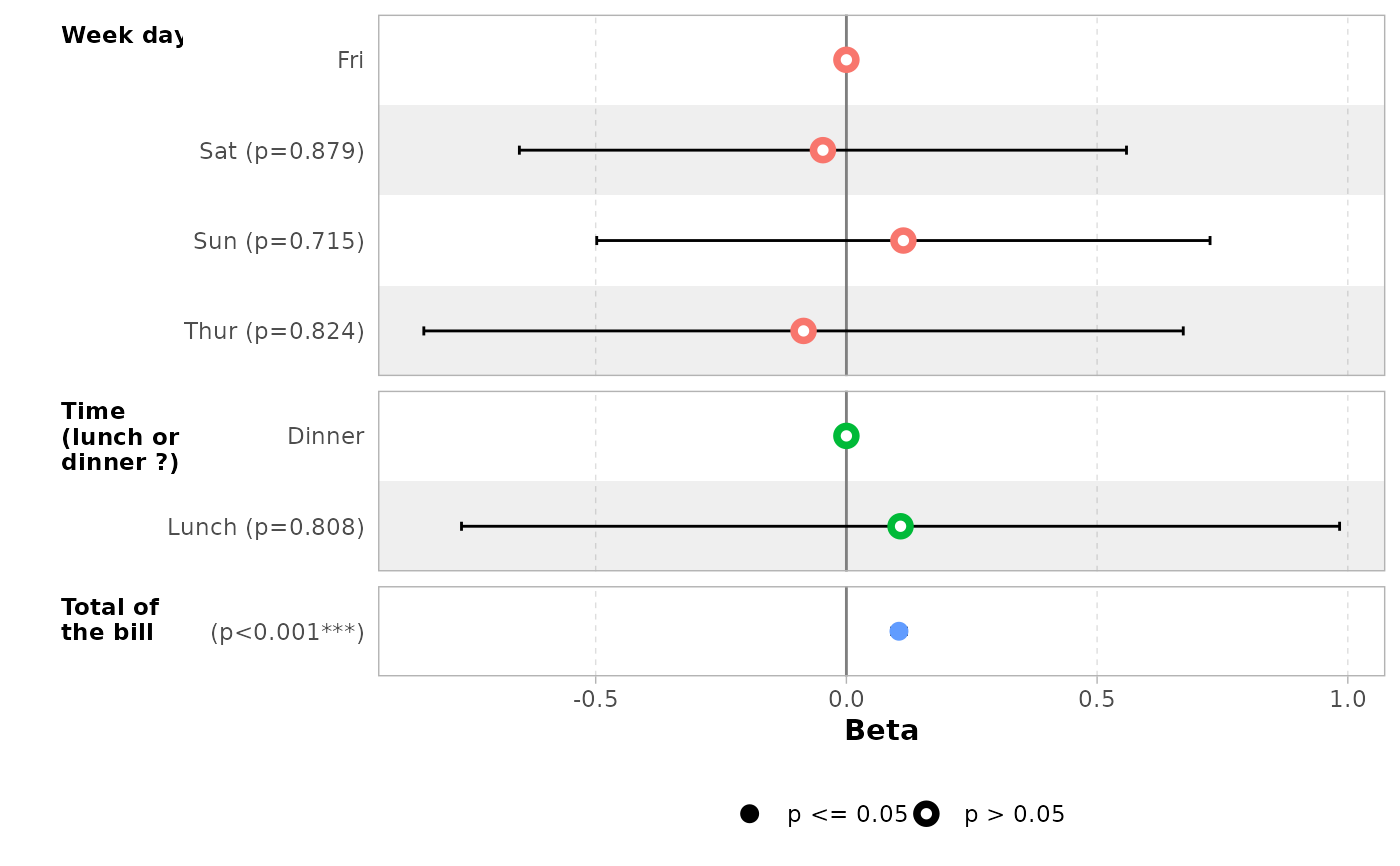 Week day
Fri
Sat (p=0.879)
Sun (p=0.715)
Thur (p=0.824)
Time
(lunch or
dinner ?)
Dinner
Lunch (p=0.808)
Total of
the bill
(p<0.001***)
-0.5 0.0 0.5 1.0
Beta
p <= 0.05 p > 0.05